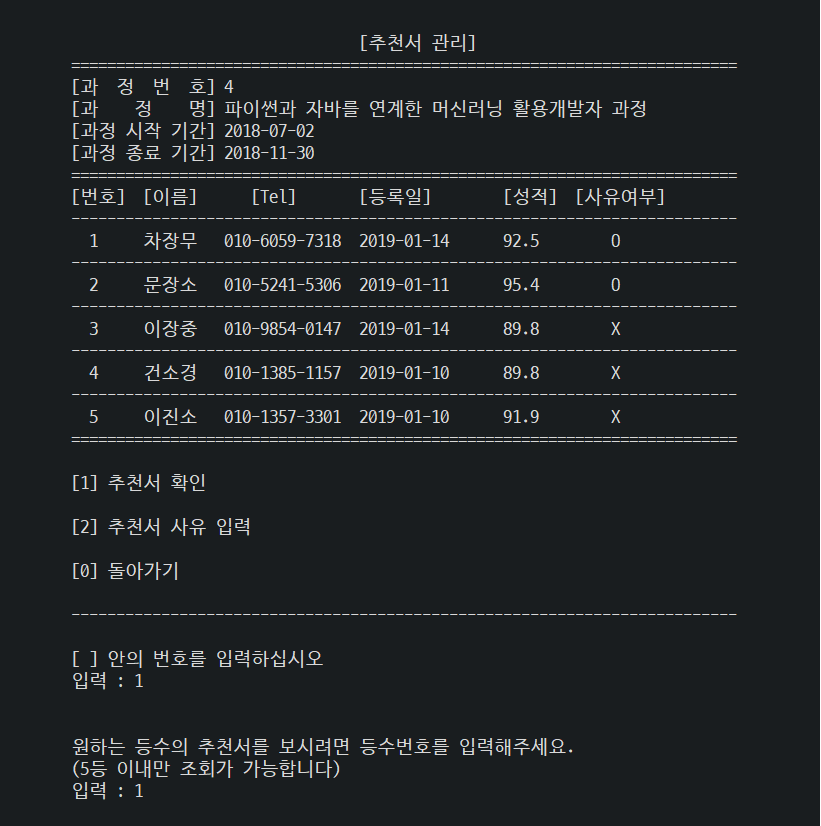 [추천서 관리]
==========================================================================
[과  정  번  호] 4
[과    정    명] 파이썬과 자바를 연계한 머신러닝 활용개발자 과정
[과정 시작 기간] 2018-07-02
[과정 종료 기간] 2018-11-30
==========================================================================
[번호]  [이름]      [Tel]       [등록일]        [성적]  [사유여부]
--------------------------------------------------------------------------
1     차장무   010-6059-7318  2019-01-14      92.5        O
--------------------------------------------------------------------------
2     문장소   010-5241-5306  2019-01-11      95.4        O
--------------------------------------------------------------------------
3     이장중   010-9854-0147  2019-01-14      89.8        X
--------------------------------------------------------------------------
4     건소경   010-1385-1157  2019-01-10      89.8        X
--------------------------------------------------------------------------
5     이진소   010-1357-3301  2019-01-10      91.9        X
==========================================================================
[1] 추천서 확인
[2] 추천서 사유 입력
[0] 돌아가기
--------------------------------------------------------------------------
[ ] 안의 번호를 입력하십시오
입력 : 1
원하는 등수의 추천서를 보시려면 등수번호를 입력해주세요.
(5등 이내만 조회가 가능합니다)
입력 : 1